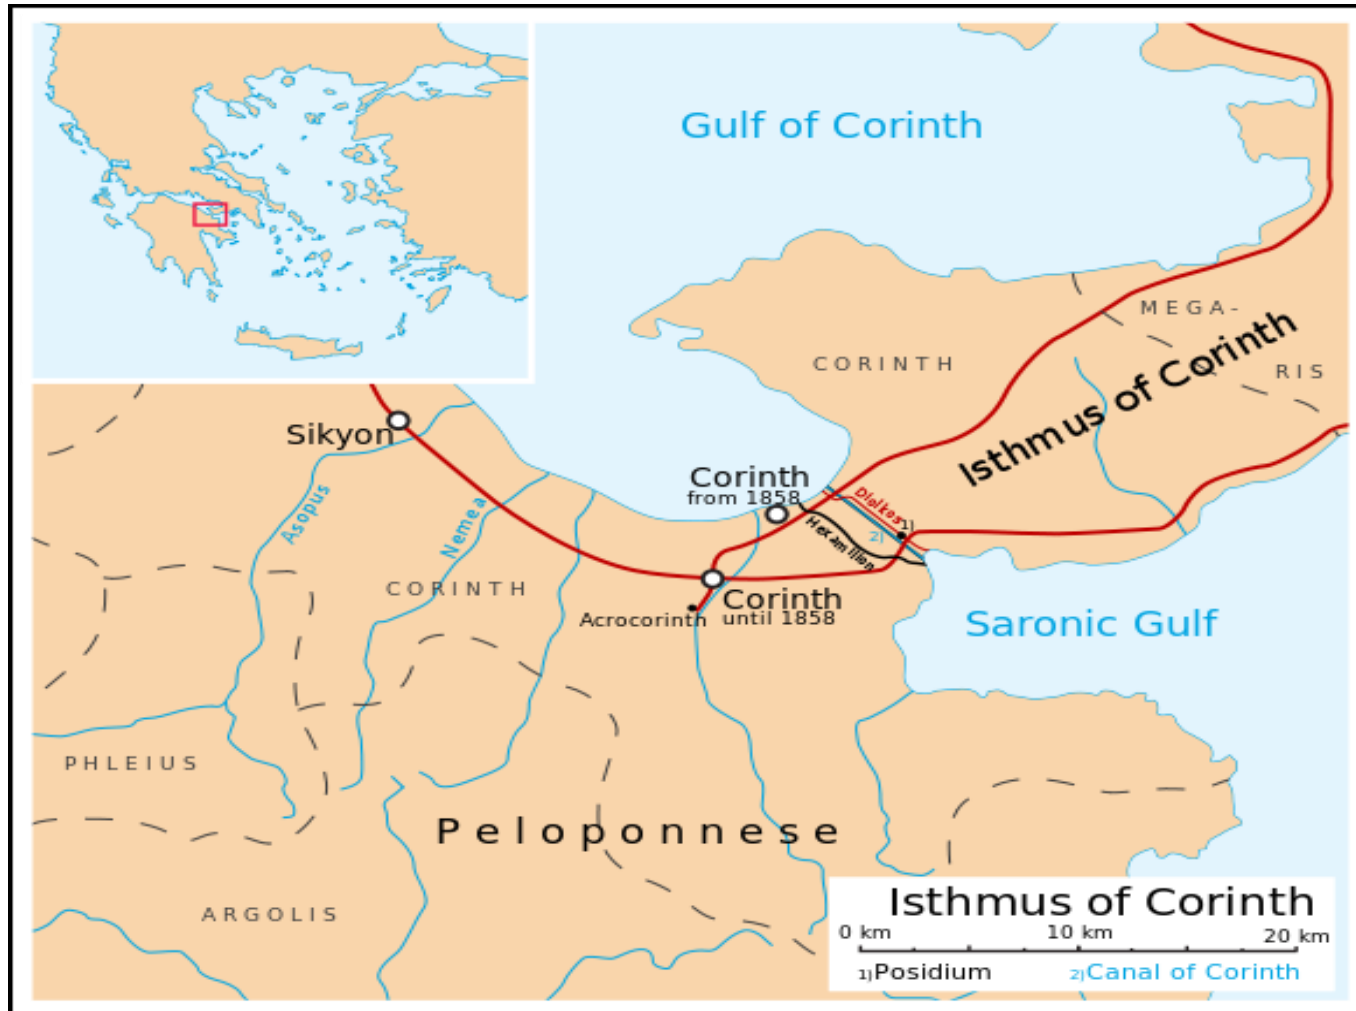 Gulf of Corinth
MEGA-
RIS
CORINTH
Isthmus of Corinth
Sikyon
Corinth
from 1858
Diolkos
1)
2)
Hexamilion
Asopus
Nemea
CORINTH
Corinth
until 1858
Acrocorinth
Saronic Gulf
PHLEIUS
Peloponnese
ARGOLIS
Isthmus of Corinth
0 km 10 km 20 km
1)Posidium 2)Canal of Corinth